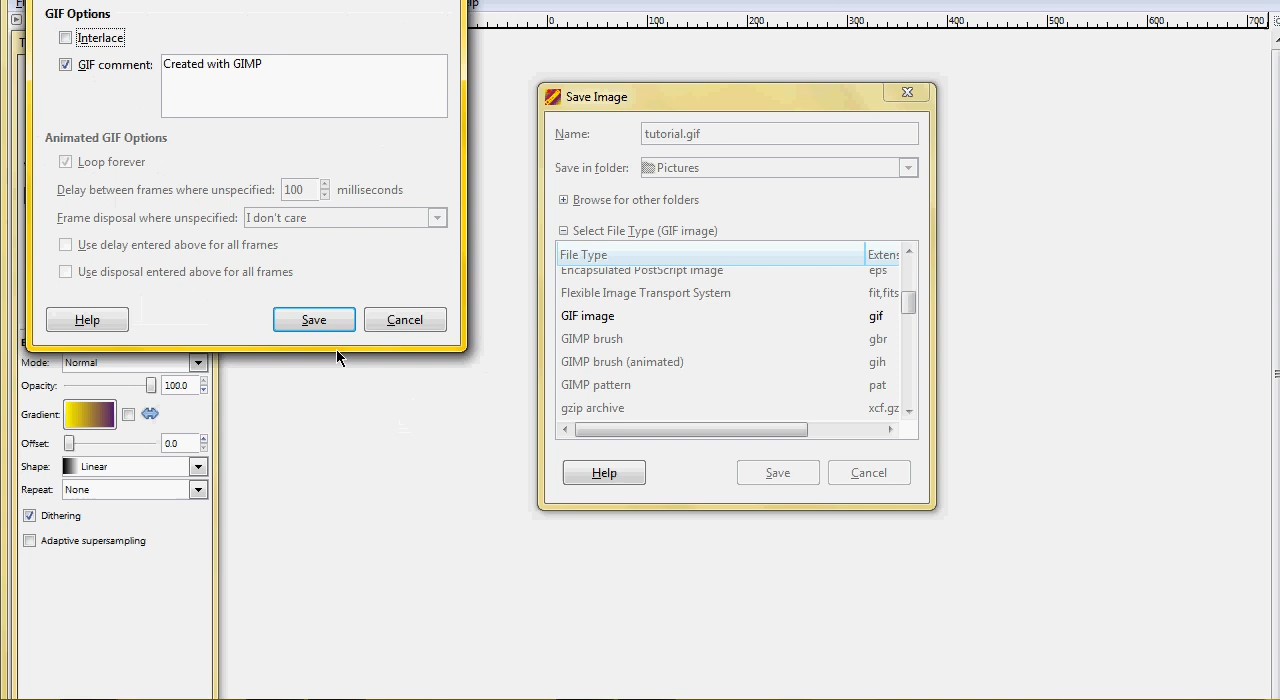 GIF Options
Interlace
GIF comment: Created with GIMP
Animated GIF Options
Loop forever
Delay between frames where unspecified: 100 milliseconds
Frame disposal where unspecified: I don't care
Use delay entered above for all frames
Use disposal entered above for all frames
Help Save Cancel
Mode: Normal
Opacity: 100.0
Gradient:
Offset: 0.0
Shape: Linear
Repeat: None
Dithering
Adaptive supersampling
0 100 200 300 400 500 600 700
Save Image
Name: tutorial.gif
Save in folder: Pictures
Browse for other folders
Select File Type (GIF image)
File Type Extens
Encapsulated PostScript image eps
Flexible Image Transport System fit,fits
GIF image gif
GIMP brush gbr
GIMP brush (animated) gih
GIMP pattern pat
gzip archive xcf.gz
Help Save Cancel